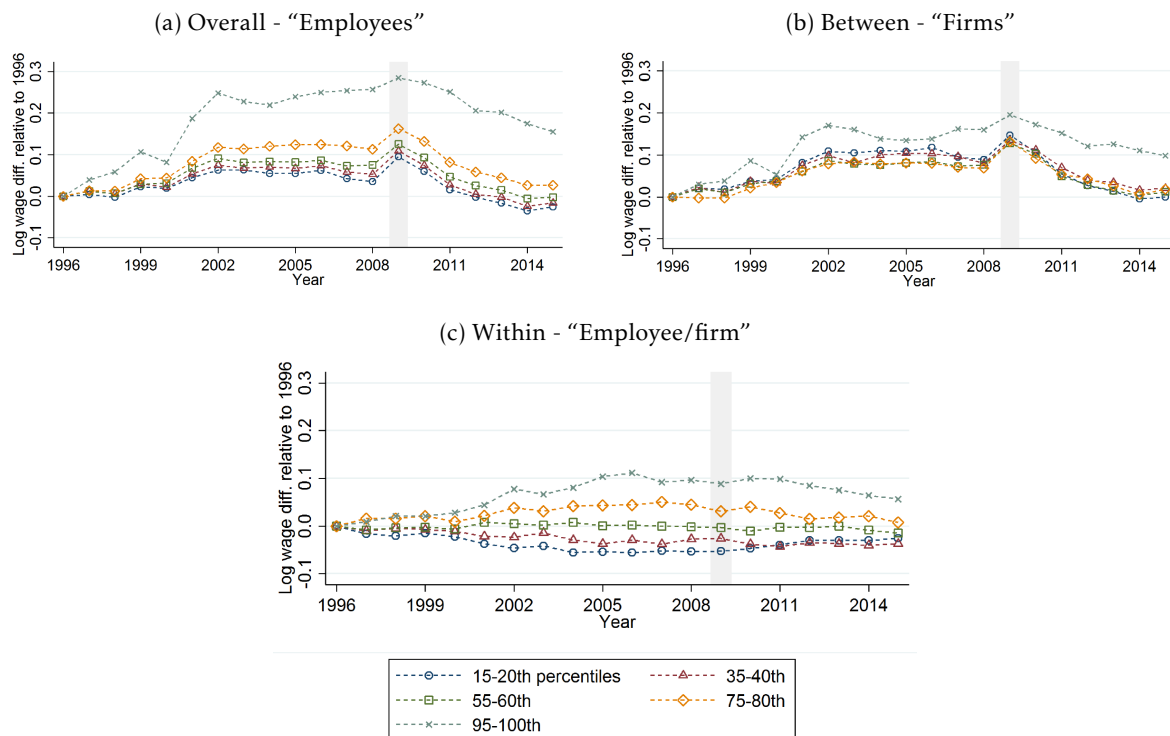 (a) Overall - “Employees”
Log wage diff. relative to 1996
0.3
0.2
0.1
0.0
-0.1
1996 1999 2002 2005 2008 2011 2014
Year
(b) Between - “Firms”
Log wage diff. relative to 1996
0.3
0.2
0.1
0.0
-0.1
1996 1999 2002 2005 2008 2011 2014
Year
(c) Within - “Employee/firm”
Log wage diff. relative to 1996
0.3
0.2
0.1
0.0
-0.1
1996 1999 2002 2005 2008 2011 2014
Year
15-20th percentiles 35-40th
55-60th 75-80th
95-100th